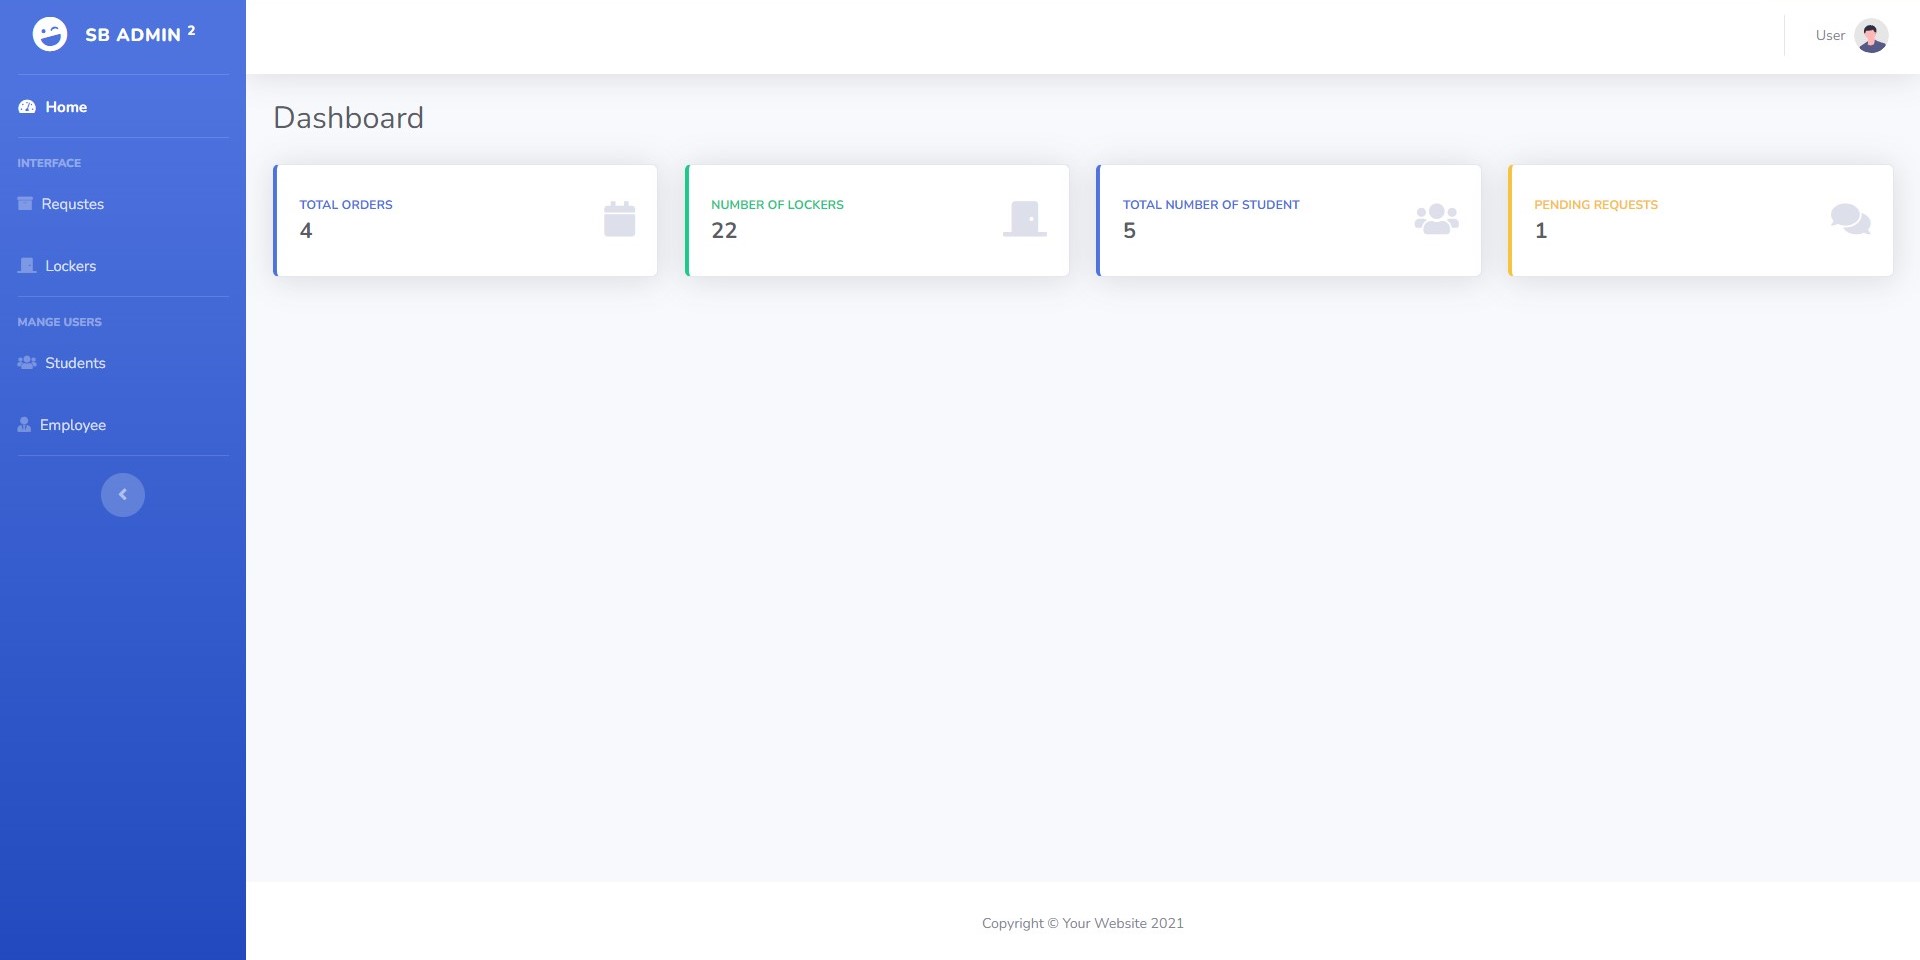 SB ADMIN 2
User
Home
INTERFACE
Requstes
Lockers
MANGE USERS
Students
Employee
Dashboard
TOTAL ORDERS
4
NUMBER OF LOCKERS
22
TOTAL NUMBER OF STUDENT
5
PENDING REQUESTS
1
Copyright © Your Website 2021